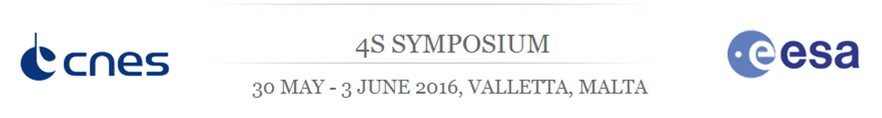 cnes
4S SYMPOSIUM
esa
30 MAY - 3 JUNE 2016, VALLETTA, MALTA